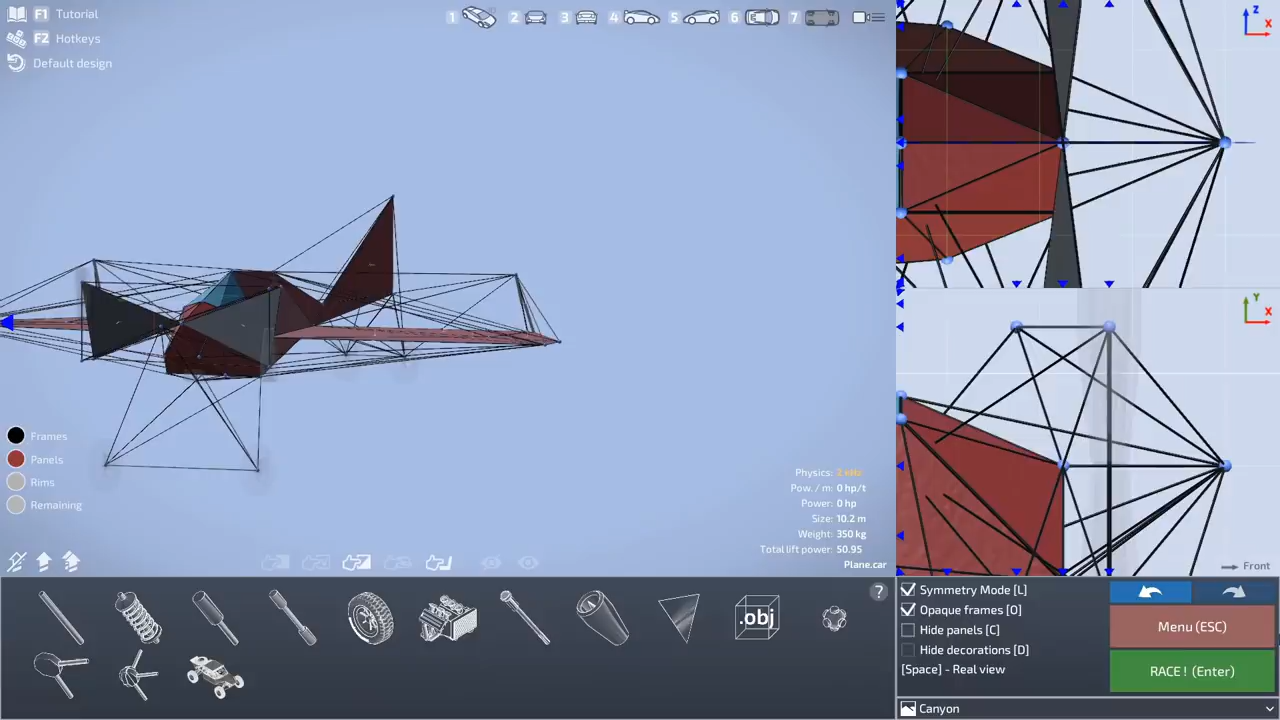 F1 Tutorial
F2 Hotkeys
Default design
1 2 3 4 5 6 7
Z
X
Y
X
Front
Frames
Panels
Rims
Remaining
Physics: 2 kHz
Pow. / m: 0 hp/t
Power: 0 hp
Size: 10.2 m
Weight: 350 kg
Total lift power: 50.95
Plane.car
?
.obj
Symmetry Mode [L]
Opaque frames [O]
Hide panels [C]
Hide decorations [D]
[Space] - Real view
Menu (ESC)
RACE! (Enter)
Canyon